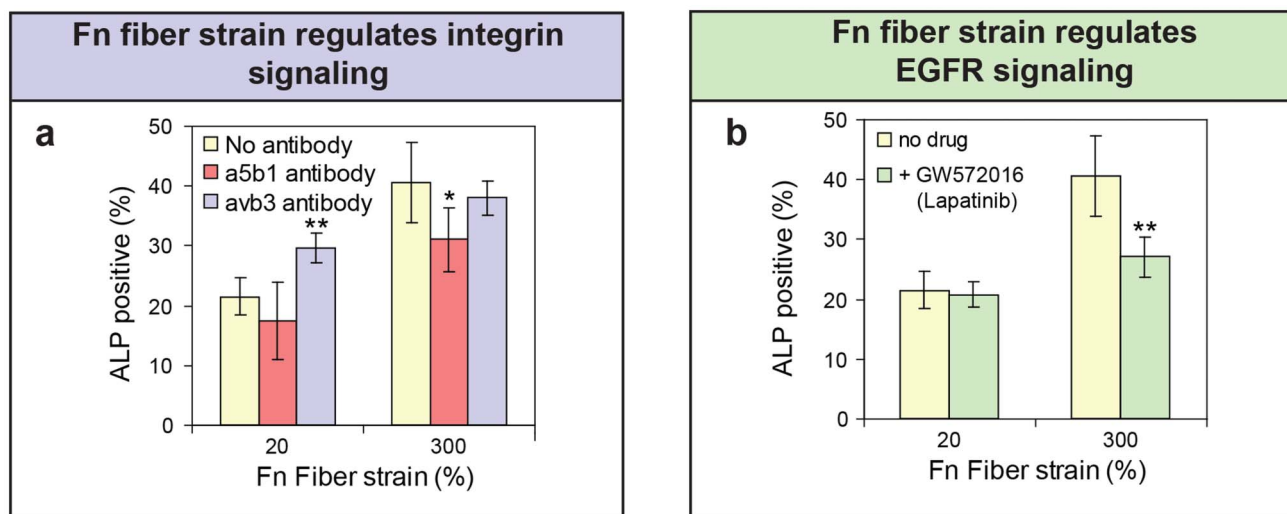 Fn fiber strain regulates integrin
signaling
a
50
40
30
20
10
0
ALP positive (%)
No antibody
a5b1 antibody
avb3 antibody
**
*
20
300
Fn Fiber strain (%)
Fn fiber strain regulates
EGFR signaling
b
50
40
30
20
10
0
ALP positive (%)
no drug
+ GW572016
(Lapatinib)
**
20
300
Fn Fiber strain (%)